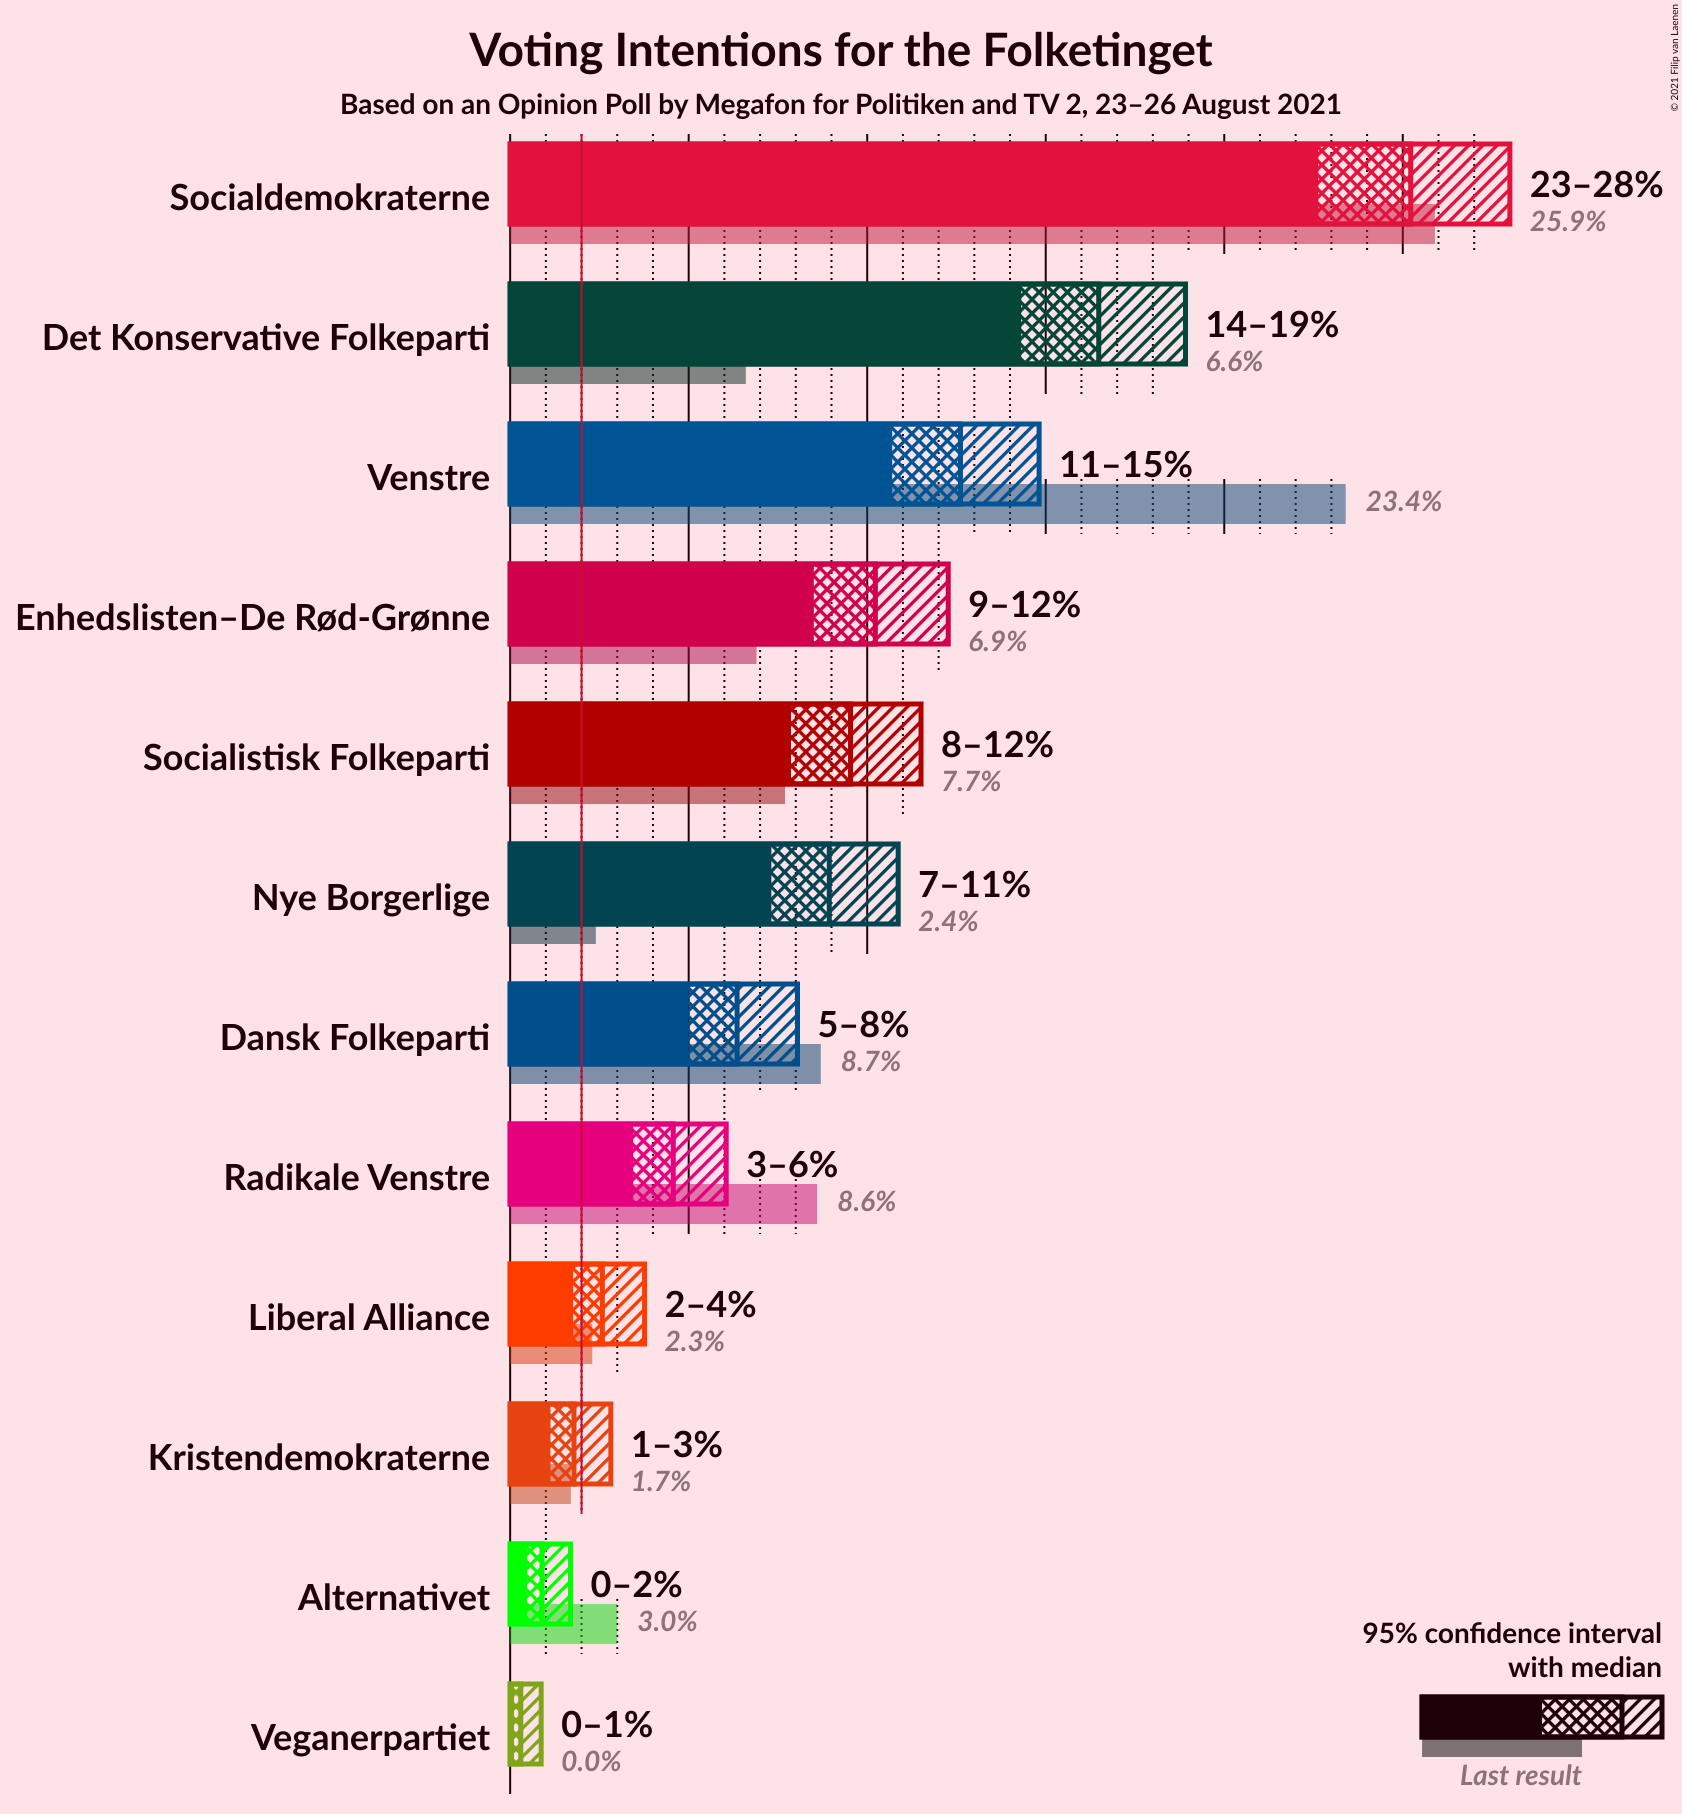 Voting Intentions for the Folketinget
Based on an Opinion Poll by Megafon for Politiken and TV 2, 23–26 August 2021
© 2021 Filip van Laenen
Socialdemokraterne
23–28%
25.9%
Det Konservative Folkeparti
14–19%
6.6%
Venstre
11–15%
23.4%
Enhedslisten–De Rød-Grønne
9–12%
6.9%
Socialistisk Folkeparti
8–12%
7.7%
Nye Borgerlige
7–11%
2.4%
Dansk Folkeparti
5–8%
8.7%
Radikale Venstre
3–6%
8.6%
Liberal Alliance
2–4%
2.3%
Kristendemokraterne
1–3%
1.7%
Alternativet
0–2%
3.0%
Veganerpartiet
0–1%
0.0%
95% confidence interval
with median
Last result